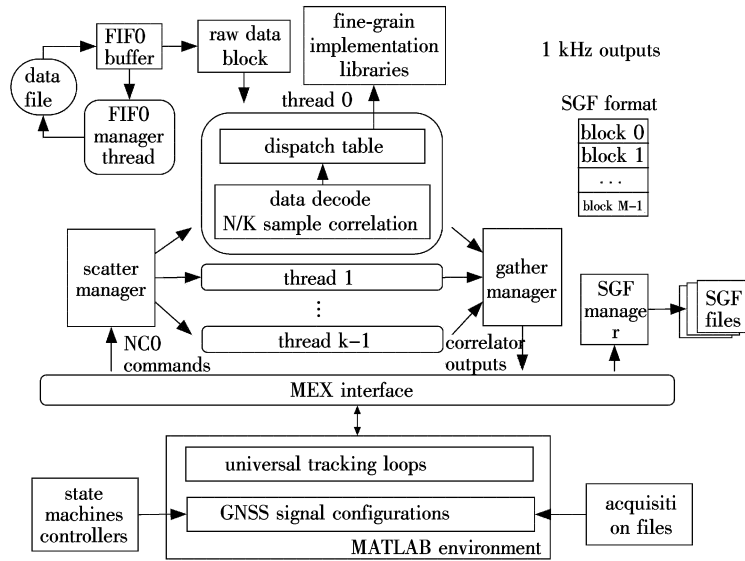 data
file
FIF0
buffer
raw data
block
fine-grain
implementation
libraries
FIF0
manager
thread
thread 0
dispatch table
data decode
N/K sample correlation
1 kHz outputs
SGF format
block 0
block 1
...
block M-1
scatter
manager
thread 1
⋮
thread k-1
gather
manager
SGF
manage
r
SGF
files
NC0
commands
correlator
outputs
MEX interface
universal tracking loops
GNSS signal configurations
MATLAB environment
state
machines
controllers
acquisiti
on files